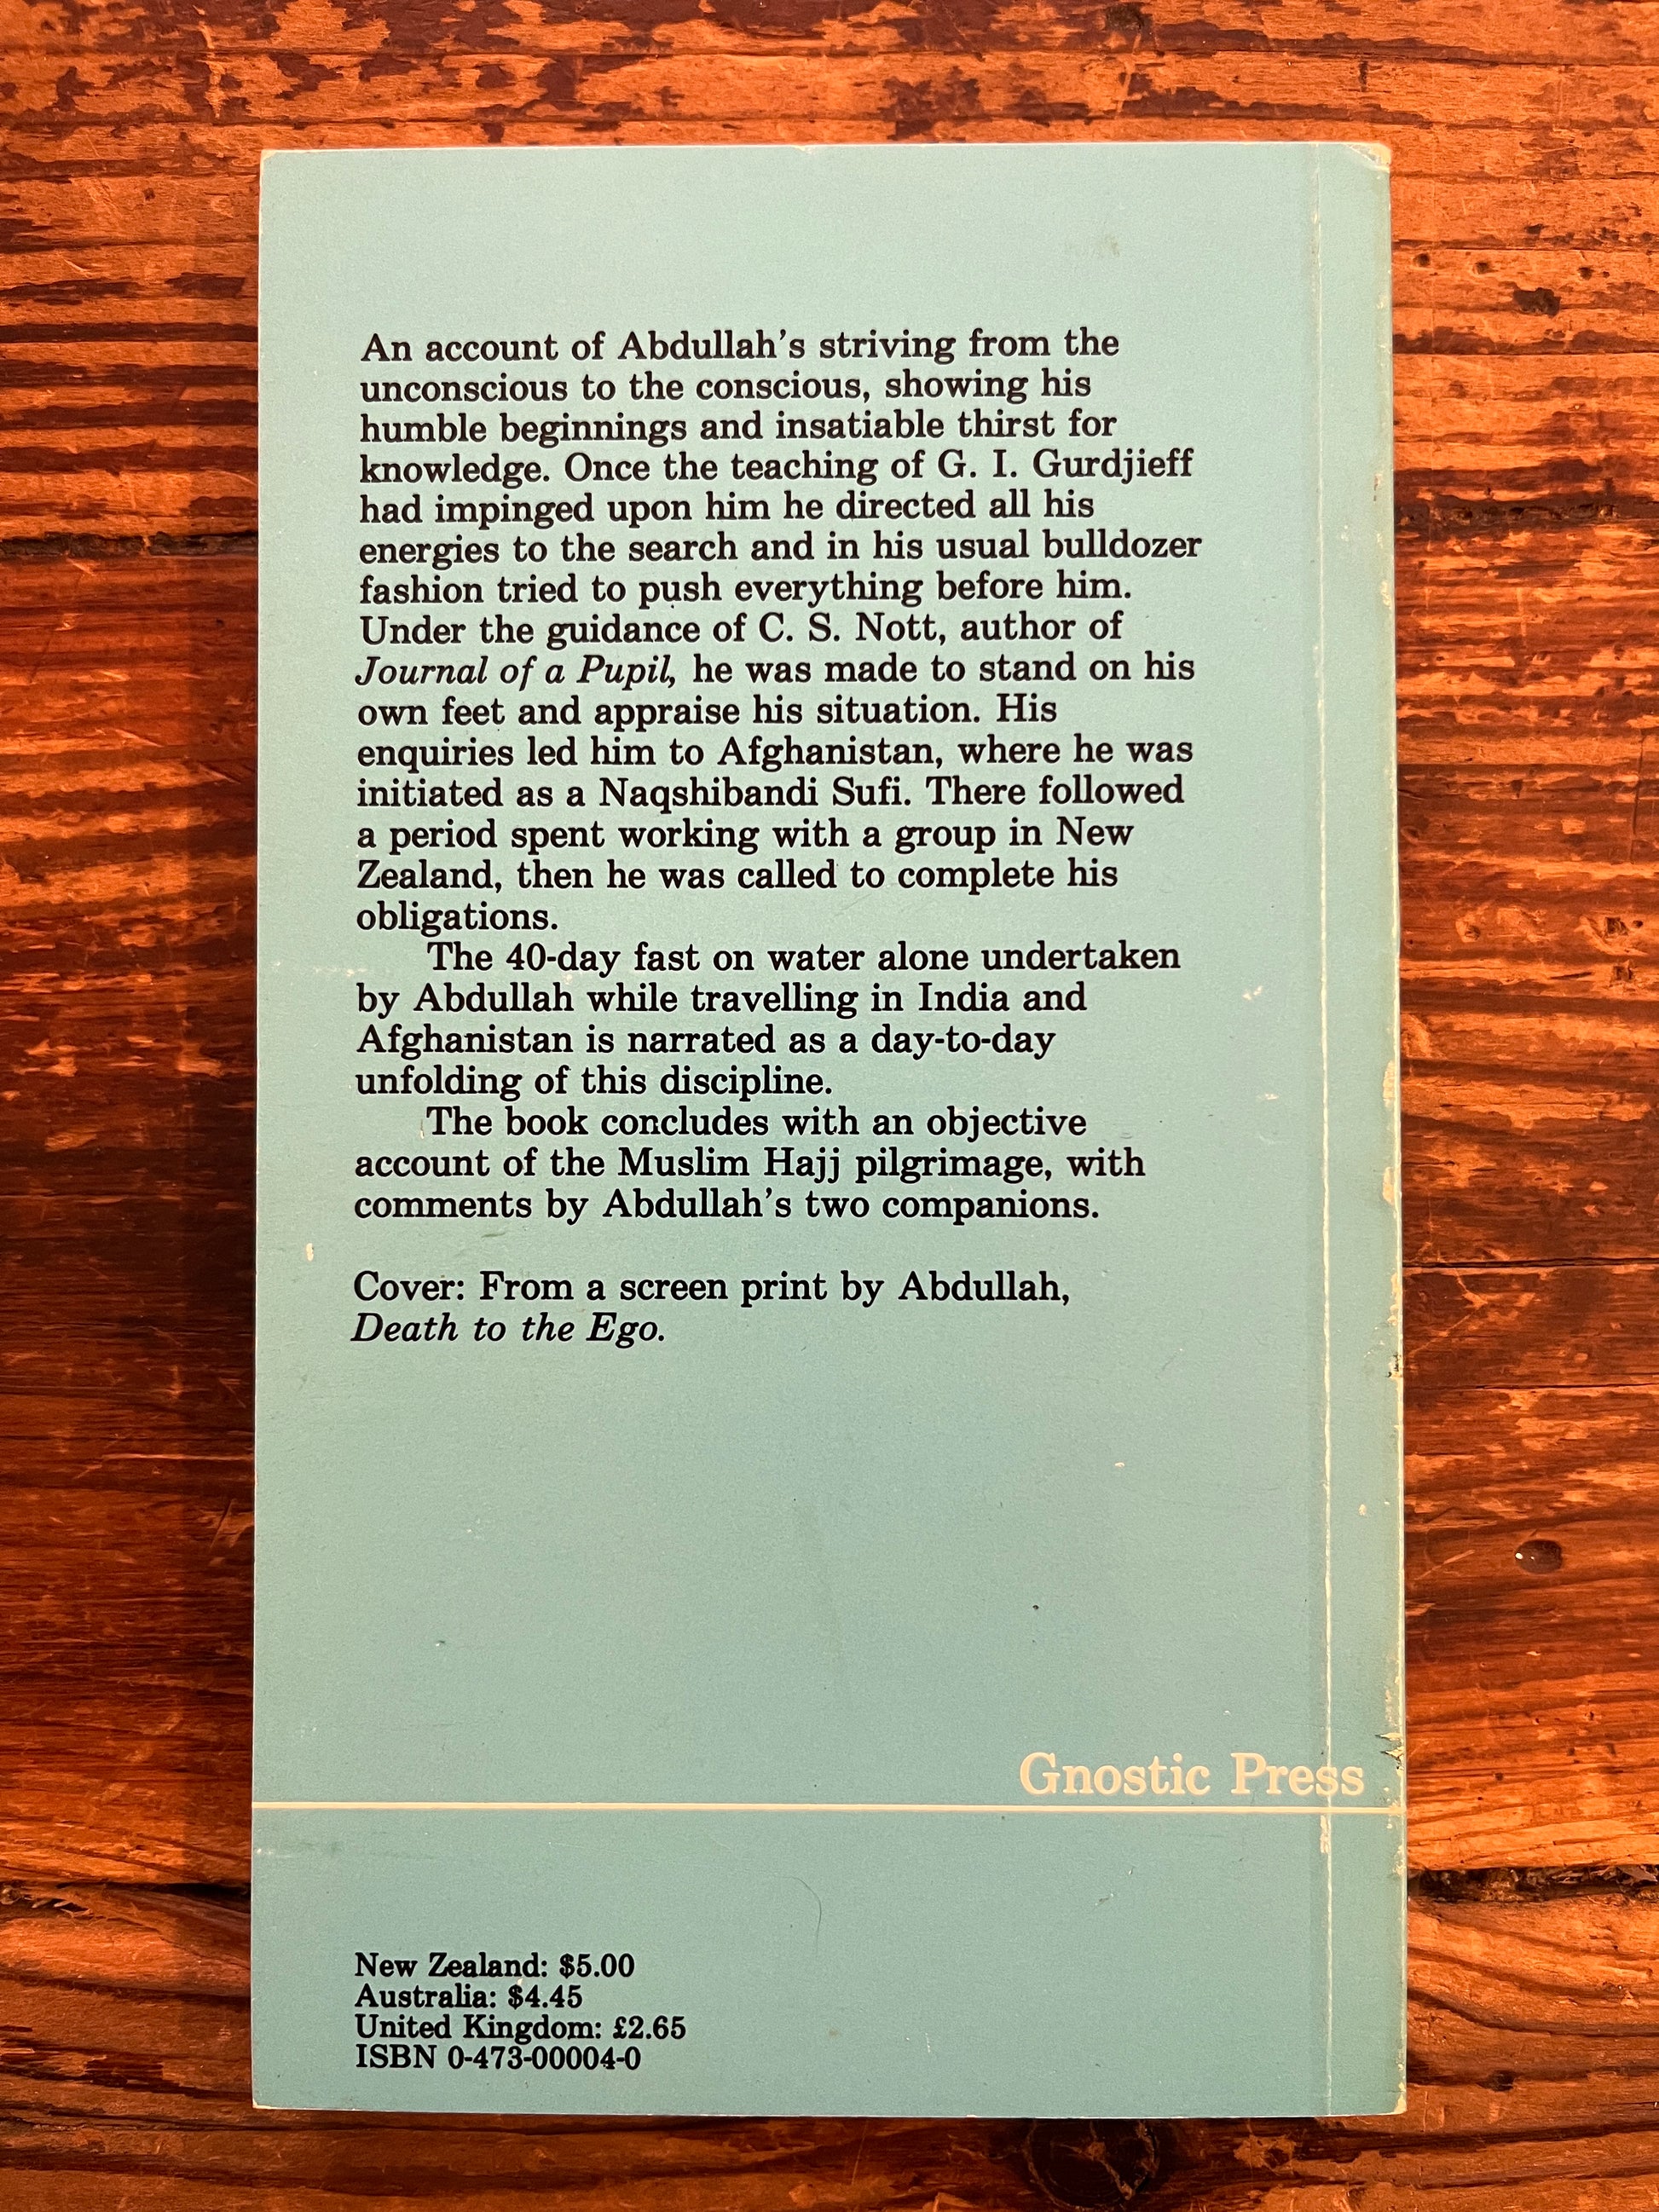 An account of Abdullah's striving from the
unconscious to the conscious, showing his
humble beginnings and insatiable thirst for
knowledge. Once the teaching of G. I. Gurdjieff
had impinged upon him he directed all his
energies to the search and in his usual bulldozer
fashion tried to push everything before him.
Under the guidance of C. S. Nott, author of
Journal of a Pupil, he was made to stand on his
own feet and appraise his situation. His
enquiries led him to Afghanistan, where he was
initiated as a Naqshibandi Sufi. There followed
a period spent working with a group in New
Zealand, then he was called to complete his
obligations.
The 40-day fast on water alone undertaken
by Abdullah while travelling in India and
Afghanistan is narrated as a day-to-day
unfolding of this discipline.
The book concludes with an objective
account of the Muslim Hajj pilgrimage, with
comments by Abdullah's two companions.
Cover: From a screen print by Abdullah,
Death to the Ego.
Gnostic Press
New Zealand: $5.00
Australia: $4.45
United Kingdom: £2.65
ISBN 0-473-00004-0